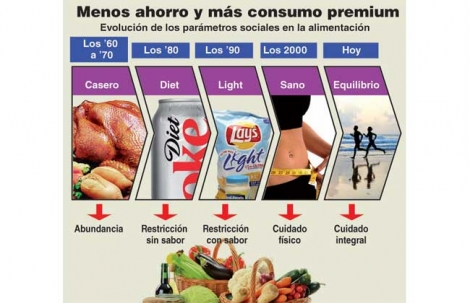 Menos ahorro y más consumo premium
Evolución de los parámetros sociales en la alimentación
Los '60 a '70
Los '80
Los '90
Los 2000
Hoy
Casero
Diet
Light
Sano
Equilibrio
Diet
oke
Lay's
Light
Abundancia
Restricción sin sabor
Restricción con sabor
Cuidado físico
Cuidado integral